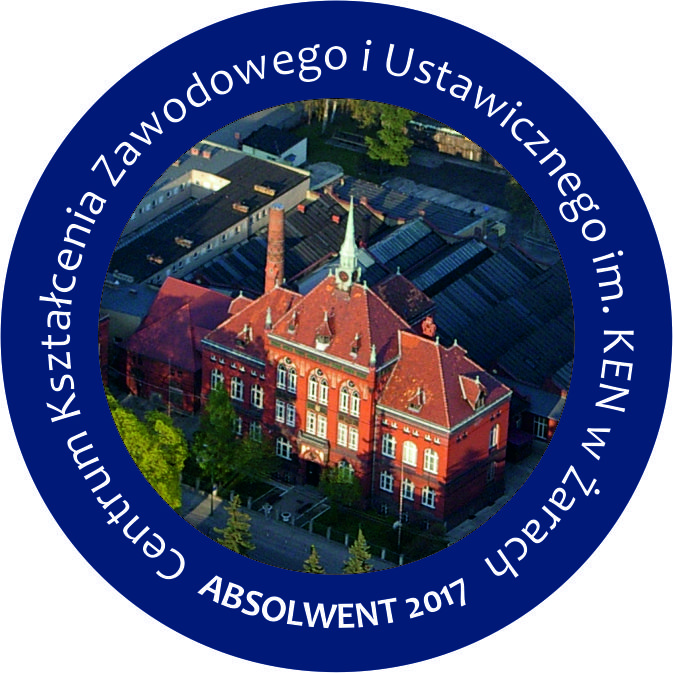 Centrum Kształcenia Zawodowego i Ustawicznego im. KEN w Żarach
ABSOLWENT 2017